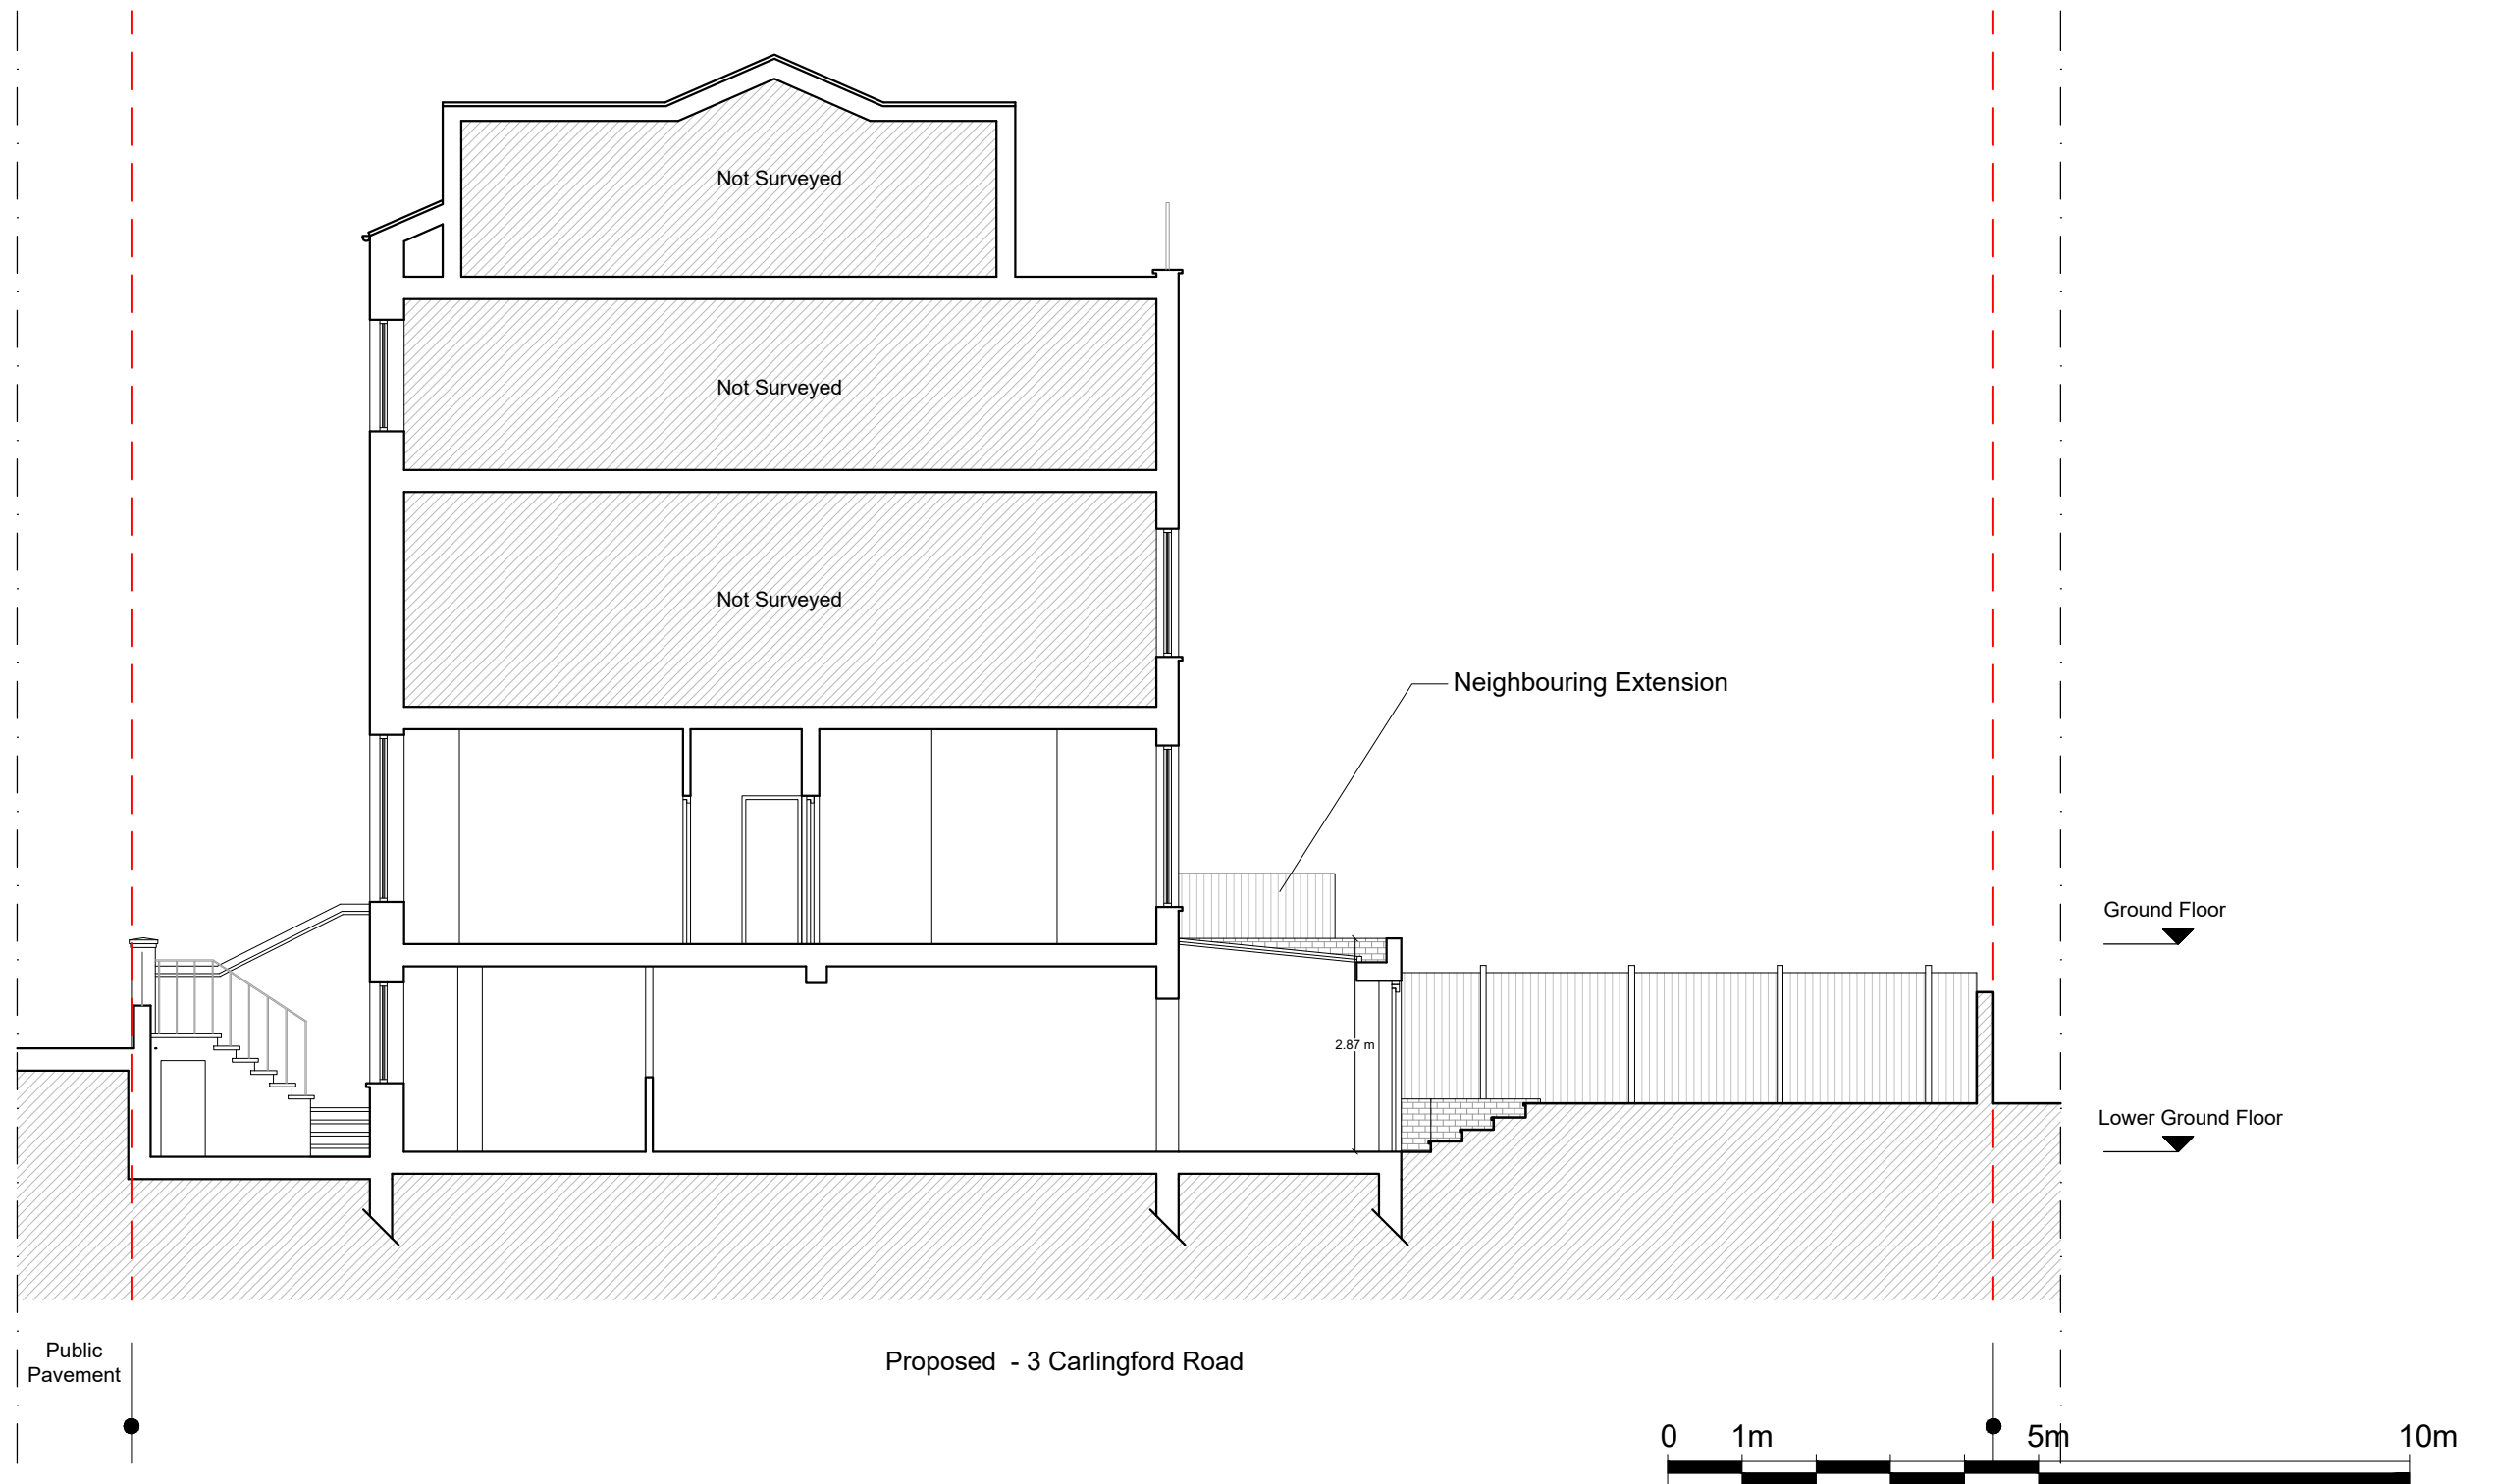 Not Surveyed
Not Surveyed
Not Surveyed
Neighbouring Extension
Ground Floor
2.87 m
Lower Ground Floor
Public
Pavement
Proposed - 3 Carlingford Road
0 1m 5m 10m